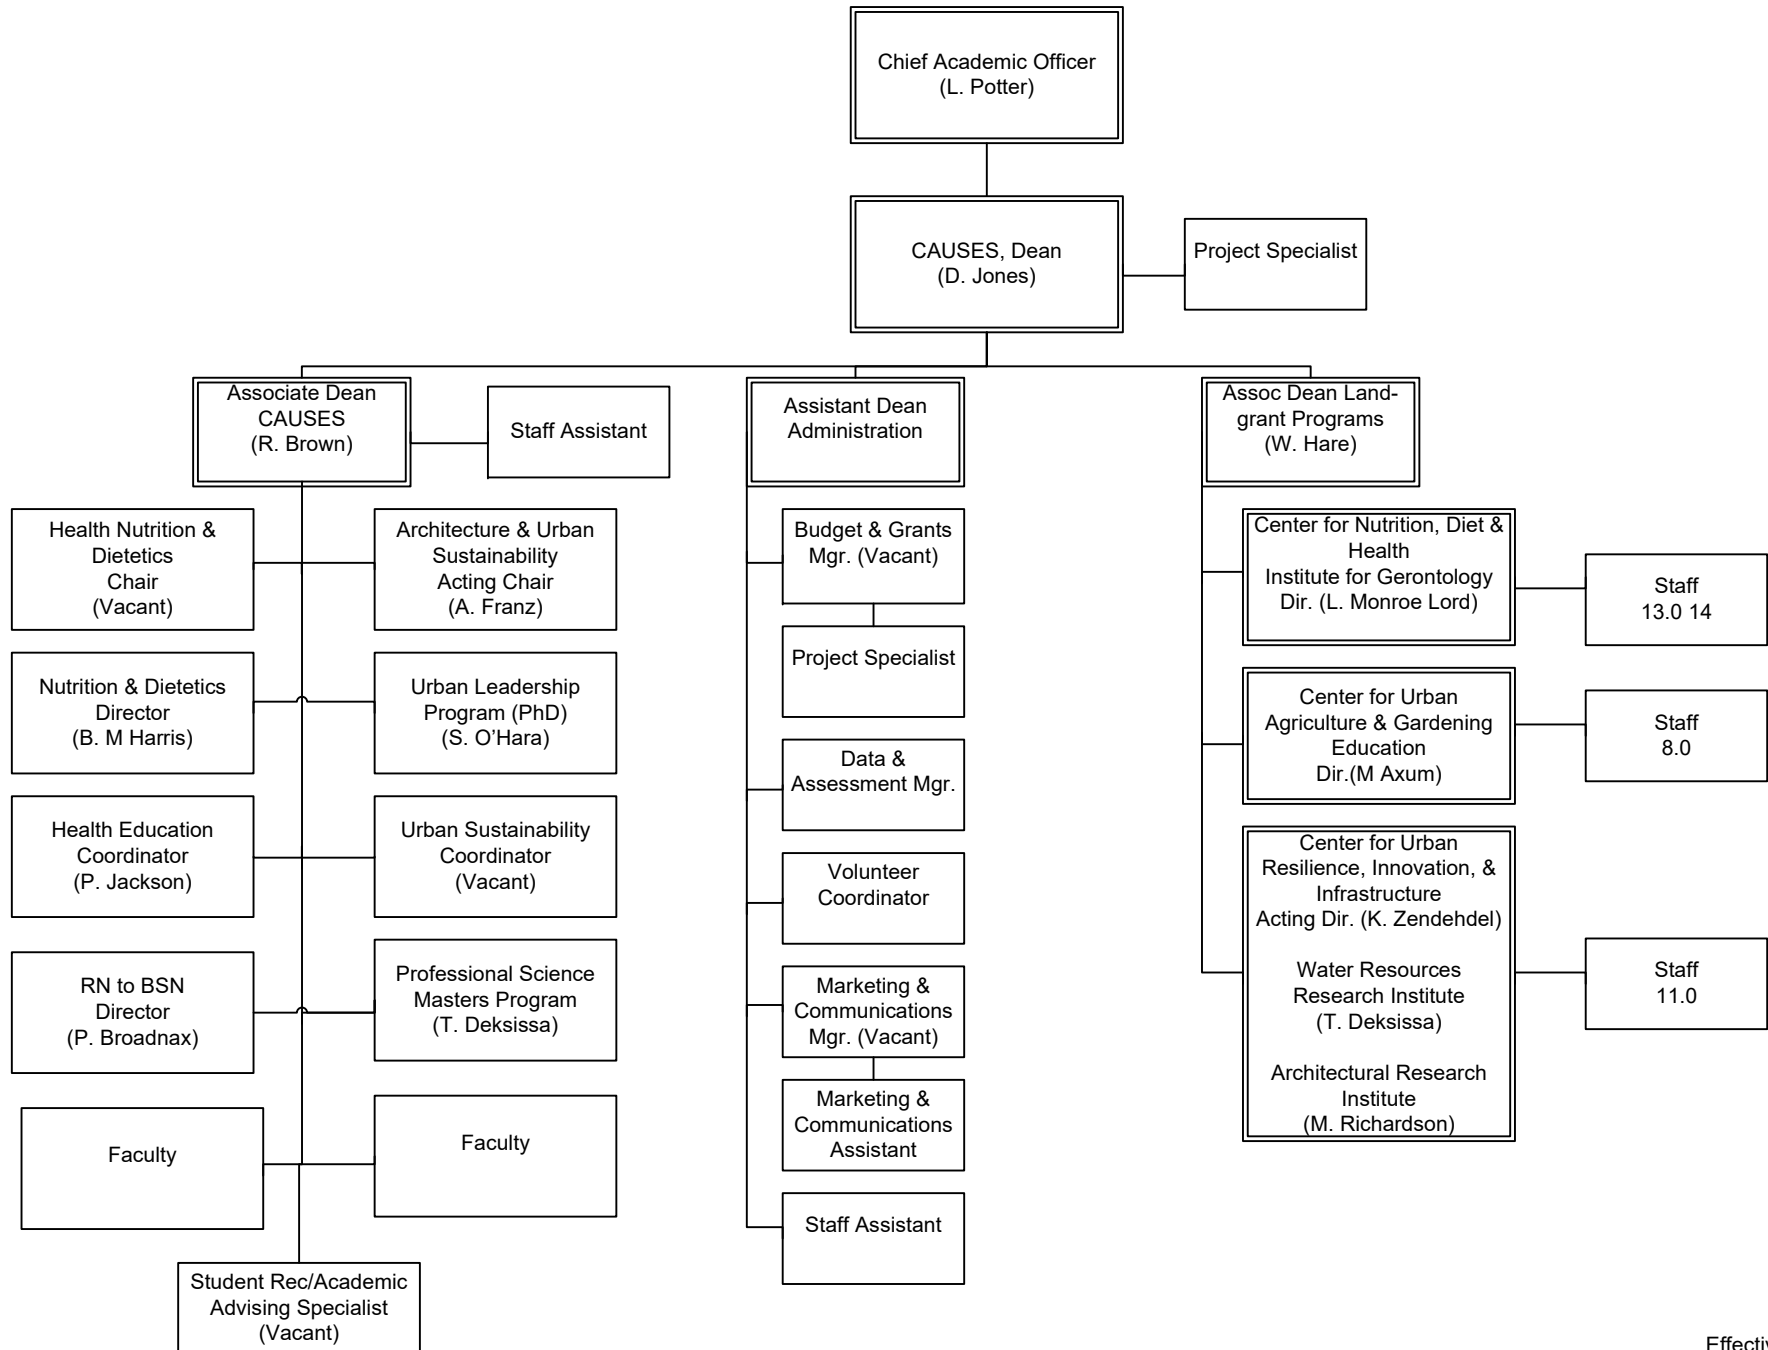 Chief Academic Officer
(L. Potter)
CAUSES, Dean
(D. Jones)
Project Specialist
Associate Dean
CAUSES
(R. Brown)
Staff Assistant
Assistant Dean
Administration
Assoc Dean Land-
grant Programs
(W. Hare)
Health Nutrition &
Dietetics
Chair
(Vacant)
Architecture & Urban
Sustainability
Acting Chair
(A. Franz)
Nutrition & Dietetics
Director
(B. M Harris)
Urban Leadership
Program (PhD)
(S. O’Hara)
Health Education
Coordinator
(P. Jackson)
Urban Sustainability
Coordinator
(Vacant)
RN to BSN
Director
(P. Broadnax)
Professional Science
Masters Program
(T. Deksissa)
Faculty
Faculty
Student Rec/Academic
Advising Specialist
(Vacant)
Budget & Grants
Mgr. (Vacant)
Project Specialist
Data &
Assessment Mgr.
Volunteer
Coordinator
Marketing &
Communications
Mgr. (Vacant)
Marketing &
Communications
Assistant
Staff Assistant
Center for Nutrition, Diet &
Health
Institute for Gerontology
Dir. (L. Monroe Lord)
Staff
13.0 14
Center for Urban
Agriculture & Gardening
Education
Dir.(M Axum)
Staff
8.0
Center for Urban
Resilience, Innovation, &
Infrastructure
Acting Dir. (K. Zendehdel)
Water Resources
Research Institute
(T. Deksissa)
Architectural Research
Institute
(M. Richardson)
Staff
11.0